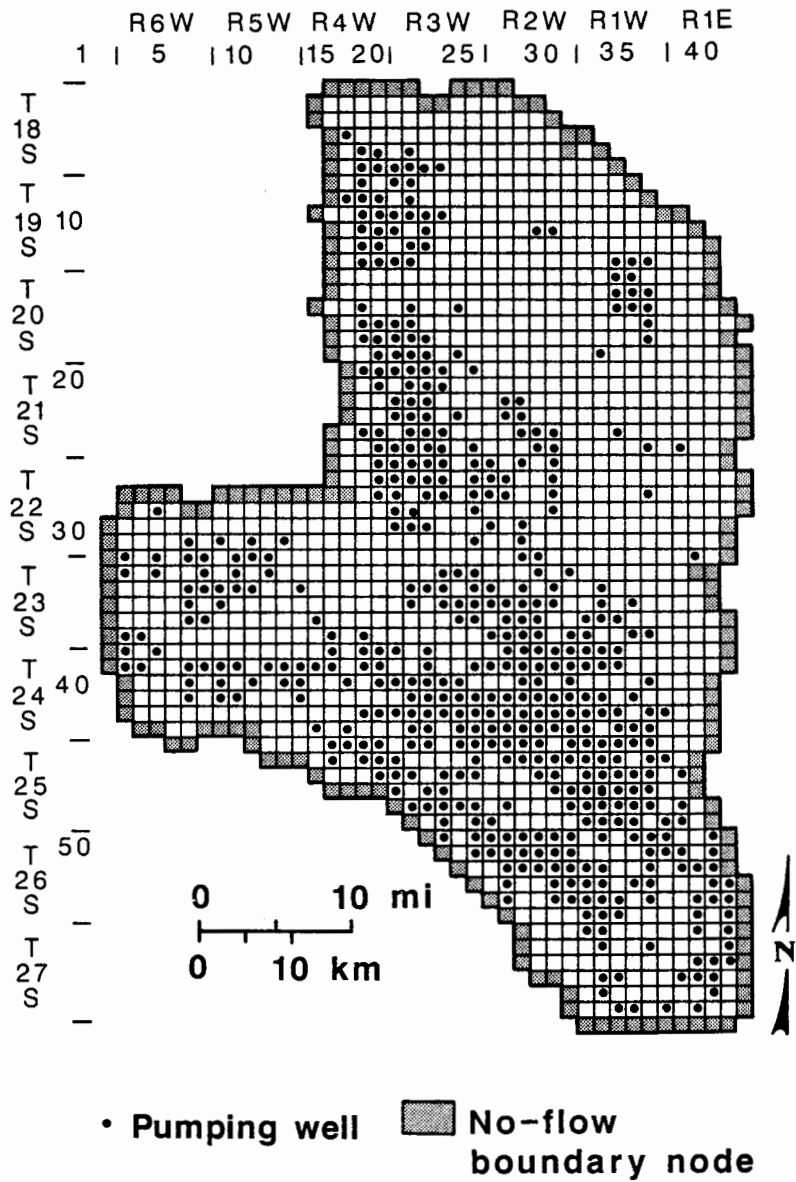 R6W R5W R4W R3W R2W R1W R1E
1 5 10 15 20 25 30 35 40
T
18
S
T
19 10
S
T
20
S
T 20
21
S
T
22
S 30
T
23
S
T
24 40
S
T
25
S
T 50
26
S
T
27
S
0 10 mi
0 10 km
N
• Pumping well
No-flow
boundary node